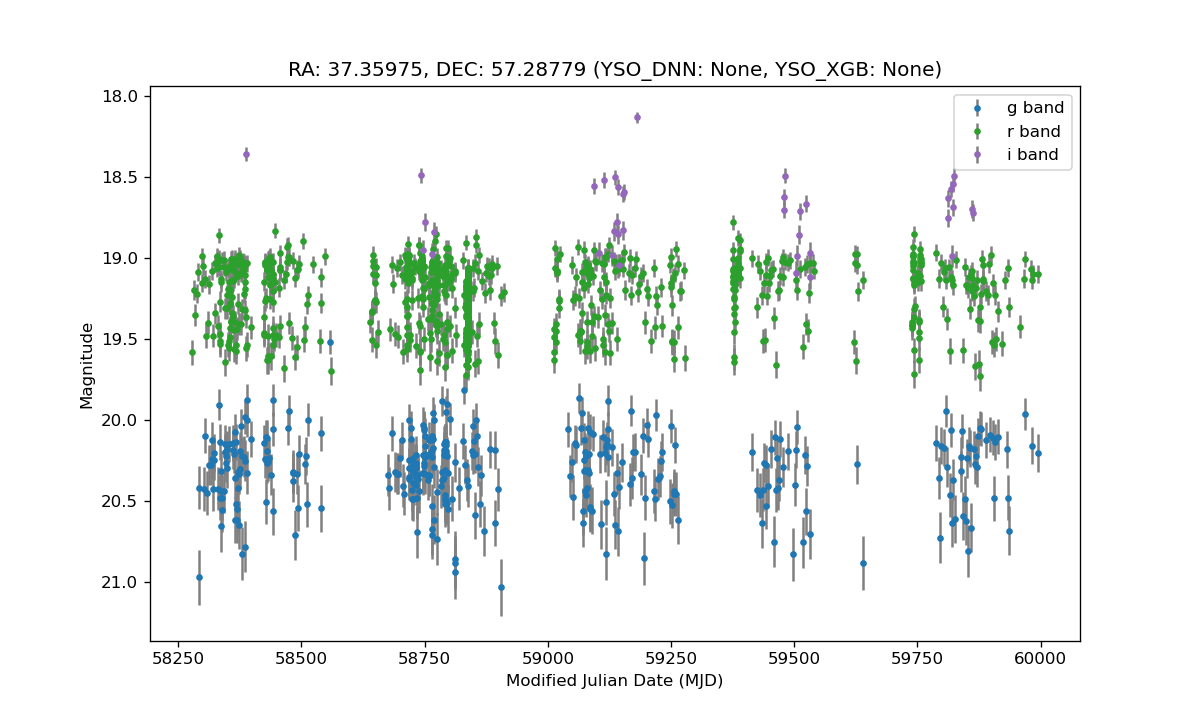 RA: 37.35975, DEC: 57.28779 (YSO_DNN: None, YSO_XGB: None)
g band
r band
i band
18.0
18.5
19.0
19.5
20.0
20.5
21.0
Magnitude
58250 58500 58750 59000 59250 59500 59750 60000
Modified Julian Date (MJD)